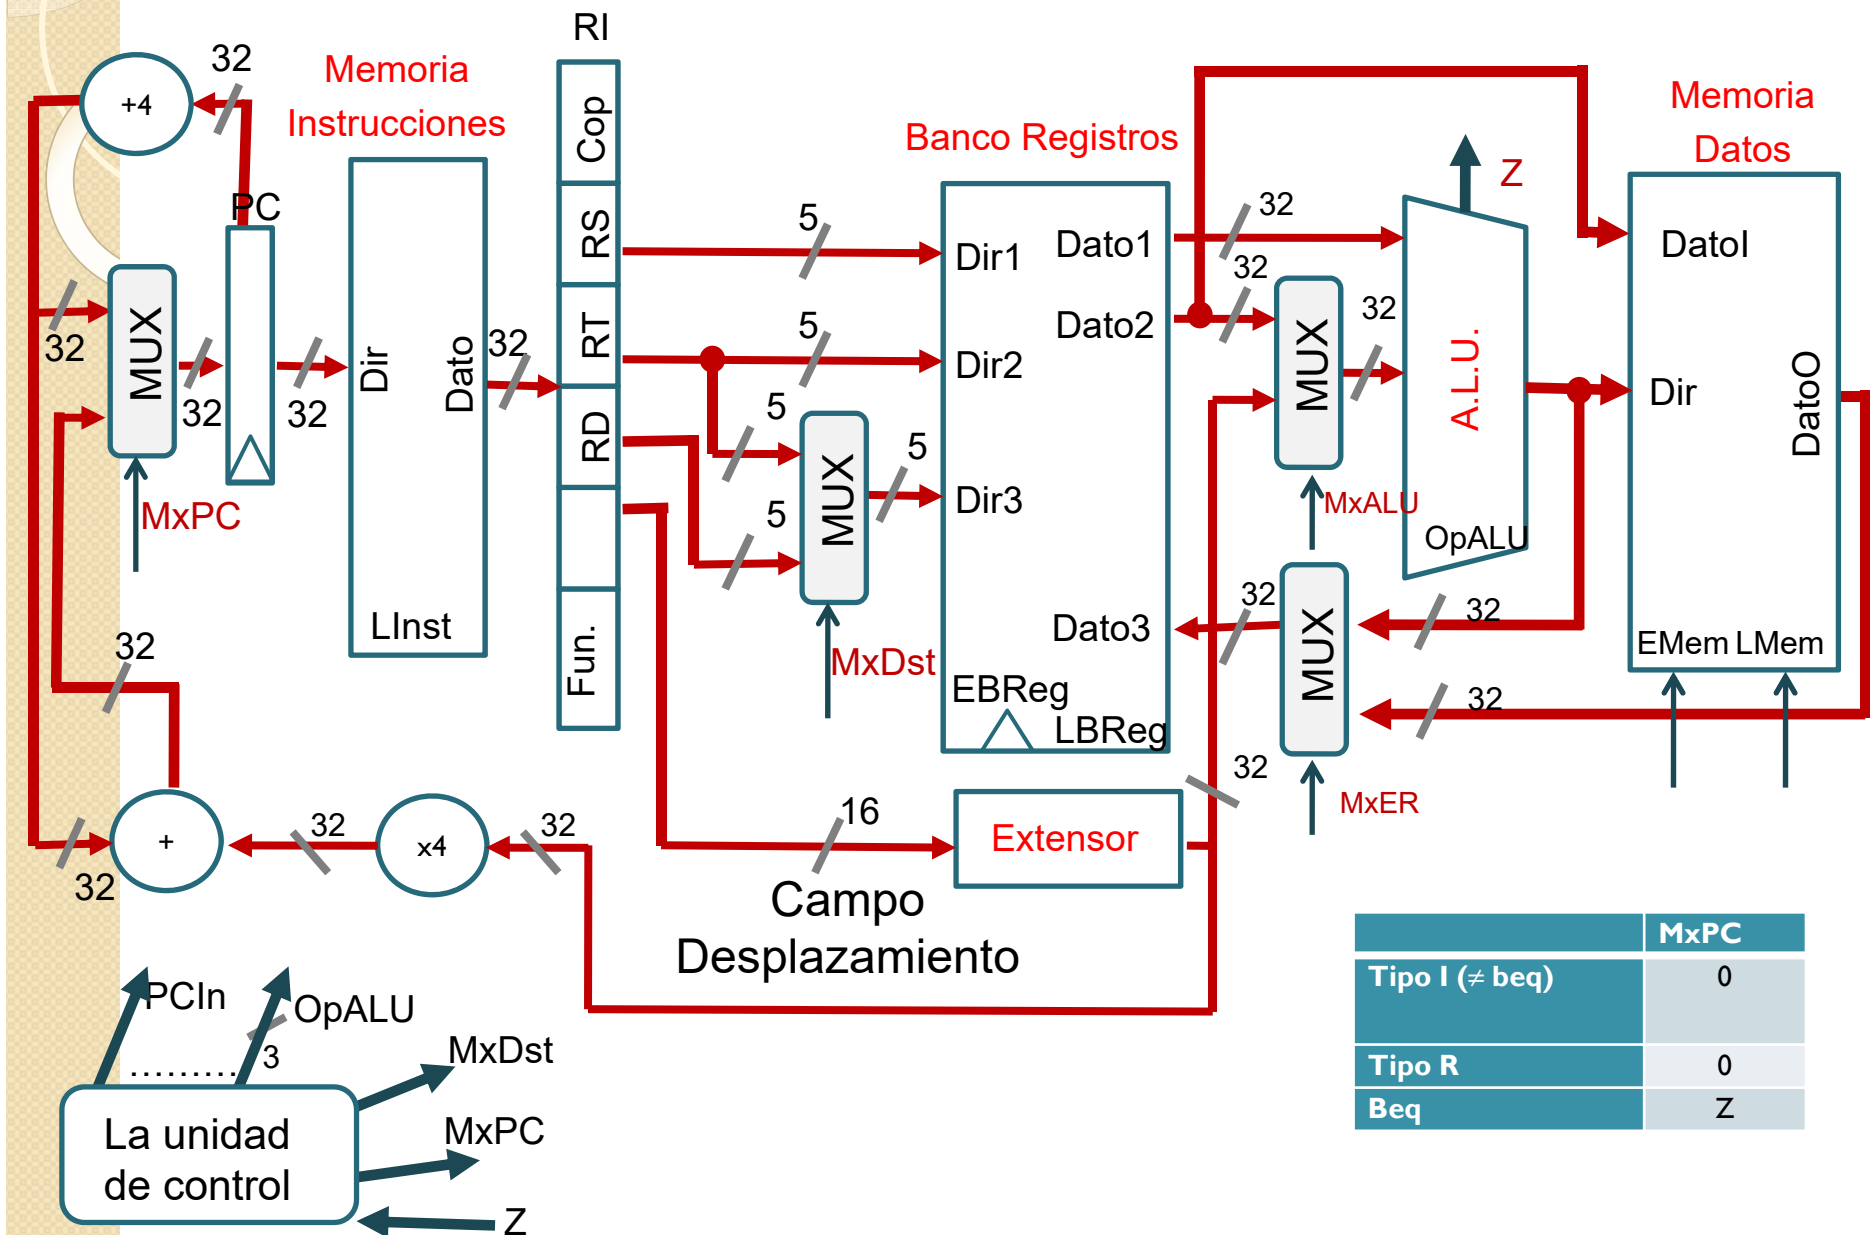 RI
32
Memoria
Instrucciones
+4
Cop
Banco Registros
Memoria
Datos
Z
PC
RS
5
32
Dir1
Dato1
DatoI
32
MUX
32
32
32
Dir
Dato
32
RT
5
Dir2
Dato2
32
MUX
32
A.L.U.
Dir
DatoO
RD
5
5
MUX
5
Dir3
MxPC
MxALU
OpALU
LInst
Fun.
MxDst
Dato3
32
MUX
32
EMem LMem
32
EBReg
LBReg
32
32
MxER
+
32
32
x4
32
16
Extensor
Campo
Desplazamiento
MxPC
Tipo I (≠ beq) 0
Tipo R 0
Beq Z
PCIn
OpALU
.........
3
MxDst
La unidad
de control
MxPC
Z